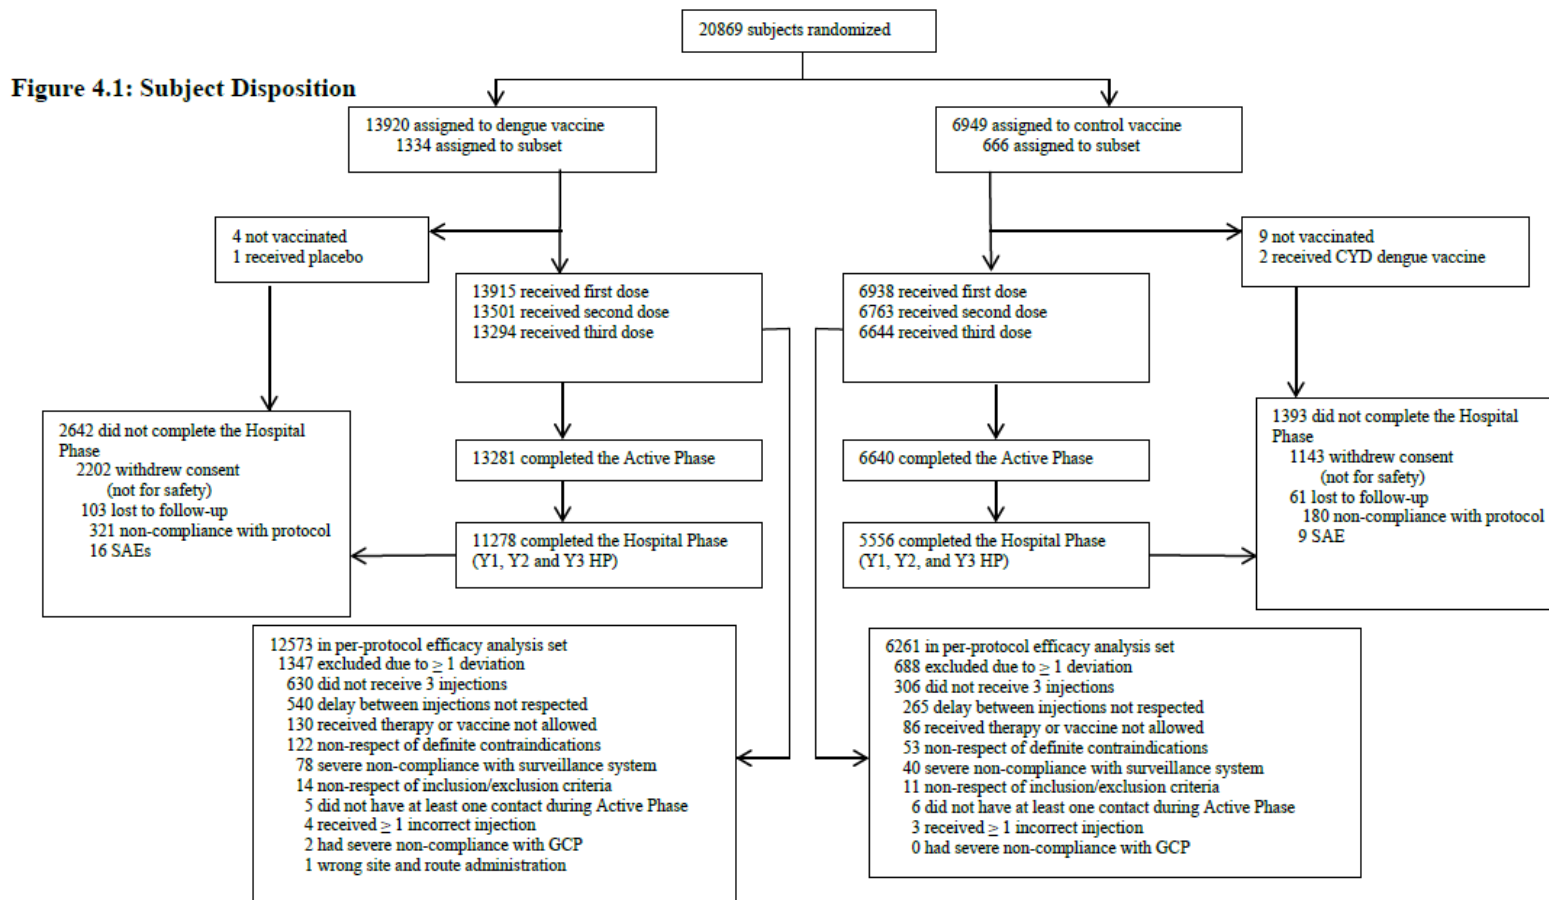 20869 subjects randomized
Figure 4.1: Subject Disposition
13920 assigned to dengue vaccine
1334 assigned to subset
6949 assigned to control vaccine
666 assigned to subset
4 not vaccinated
1 received placebo
9 not vaccinated
2 received CYD dengue vaccine
13915 received first dose
13501 received second dose
13294 received third dose
6938 received first dose
6763 received second dose
6644 received third dose
2642 did not complete the Hospital
Phase
2202 withdrew consent
(not for safety)
103 lost to follow-up
321 non-compliance with protocol
16 SAEs
13281 completed the Active Phase
6640 completed the Active Phase
1393 did not complete the Hospital
Phase
1143 withdrew consent
(not for safety)
61 lost to follow-up
180 non-compliance with protocol
9 SAE
11278 completed the Hospital Phase
(Y1, Y2 and Y3 HP)
5556 completed the Hospital Phase
(Y1, Y2, and Y3 HP)
12573 in per-protocol efficacy analysis set
1347 excluded due to ≥ 1 deviation
630 did not receive 3 injections
540 delay between injections not respected
130 received therapy or vaccine not allowed
122 non-respect of definite contraindications
78 severe non-compliance with surveillance system
14 non-respect of inclusion/exclusion criteria
5 did not have at least one contact during Active Phase
4 received ≥ 1 incorrect injection
2 had severe non-compliance with GCP
1 wrong site and route administration
6261 in per-protocol efficacy analysis set
688 excluded due to ≥ 1 deviation
306 did not receive 3 injections
265 delay between injections not respected
86 received therapy or vaccine not allowed
53 non-respect of definite contraindications
40 severe non-compliance with surveillance system
11 non-respect of inclusion/exclusion criteria
6 did not have at least one contact during Active Phase
3 received ≥ 1 incorrect injection
0 had severe non-compliance with GCP